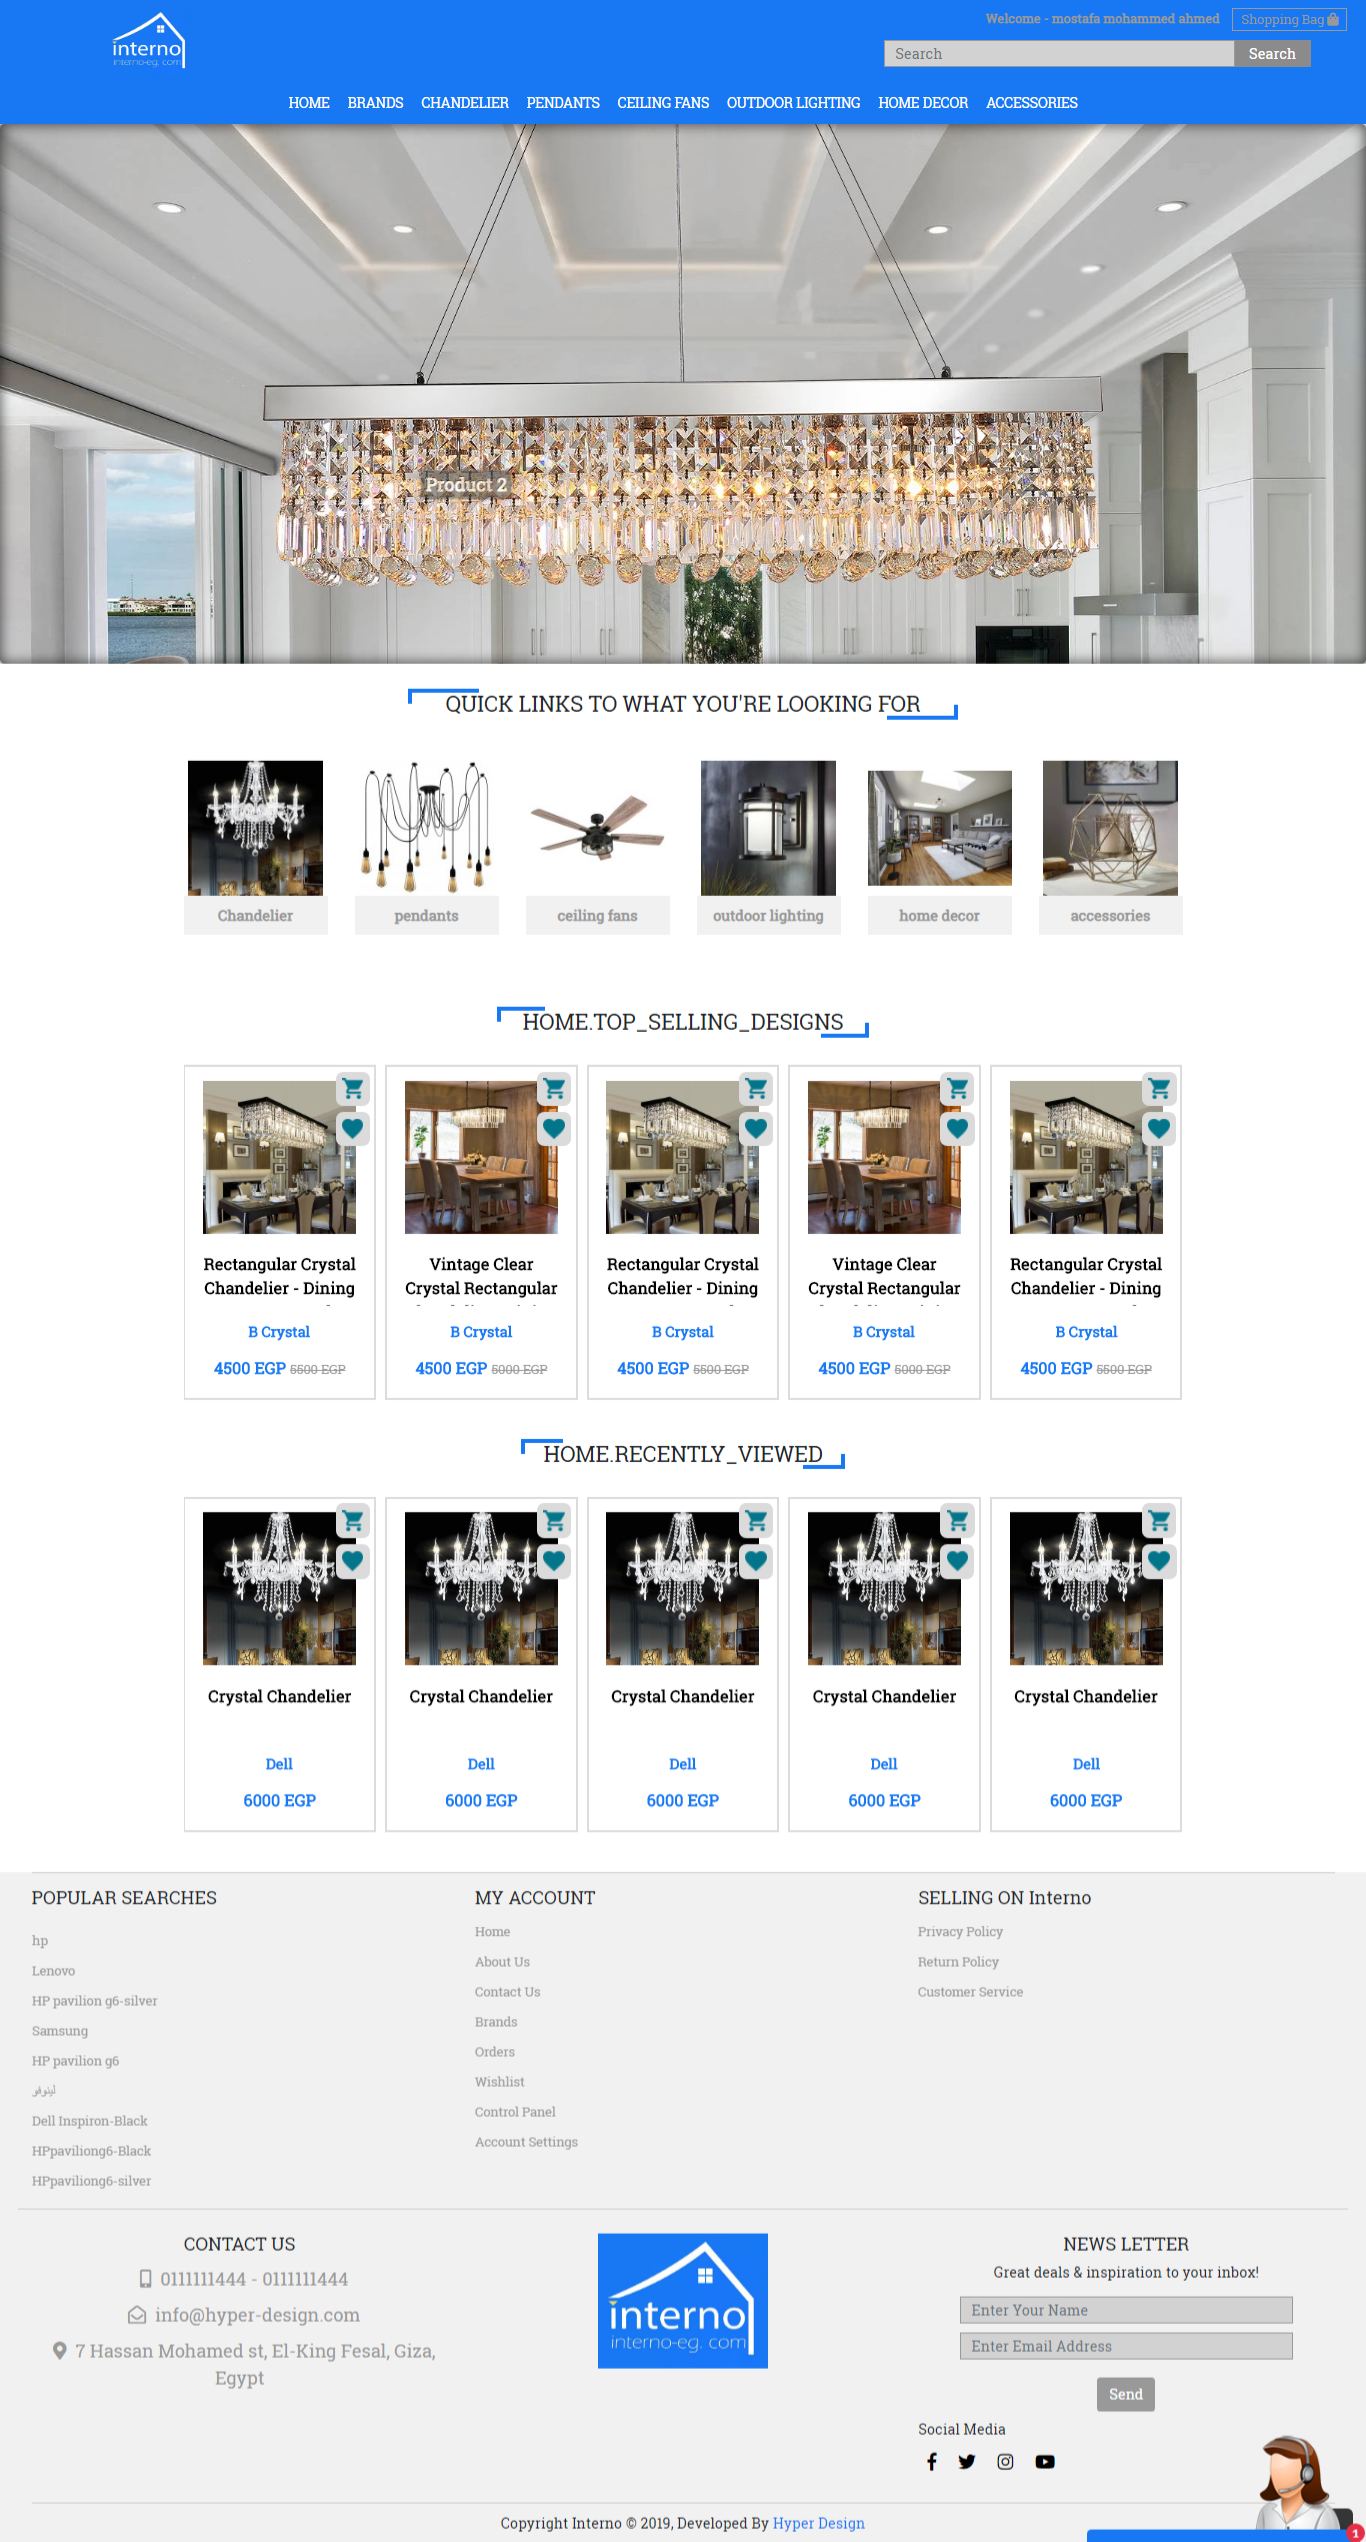 interno
interno-eg. com
Welcome - mostafa mohammed ahmed
Shopping Bag
Search
Search
HOME BRANDS CHANDELIER PENDANTS CEILING FANS OUTDOOR LIGHTING HOME DECOR ACCESSORIES
Product 2
QUICK LINKS TO WHAT YOU'RE LOOKING FOR
Chandelier pendants ceiling fans outdoor lighting home decor accessories
HOME.TOP_SELLING_DESIGNS
Rectangular Crystal
Chandelier - Dining
B Crystal
4500 EGP 5500 EGP
Vintage Clear
Crystal Rectangular
B Crystal
4500 EGP 5000 EGP
Rectangular Crystal
Chandelier - Dining
B Crystal
4500 EGP 5500 EGP
Vintage Clear
Crystal Rectangular
B Crystal
4500 EGP 5000 EGP
Rectangular Crystal
Chandelier - Dining
B Crystal
4500 EGP 5500 EGP
HOME.RECENTLY_VIEWED
Crystal Chandelier
Dell
6000 EGP
Crystal Chandelier
Dell
6000 EGP
Crystal Chandelier
Dell
6000 EGP
Crystal Chandelier
Dell
6000 EGP
Crystal Chandelier
Dell
6000 EGP
POPULAR SEARCHES
hp
Lenovo
HP pavilion g6-silver
Samsung
HP pavilion g6
لينوفو
Dell Inspiron-Black
HPpaviliong6-Black
HPpaviliong6-silver
MY ACCOUNT
Home
About Us
Contact Us
Brands
Orders
Wishlist
Control Panel
Account Settings
SELLING ON Interno
Privacy Policy
Return Policy
Customer Service
CONTACT US
0111111444 - 0111111444
info@hyper-design.com
7 Hassan Mohamed st, El-King Fesal, Giza,
Egypt
interno
interno-eg. com
NEWS LETTER
Great deals & inspiration to your inbox!
Enter Your Name
Enter Email Address
Send
Social Media
Copyright Interno © 2019, Developed By Hyper Design
1